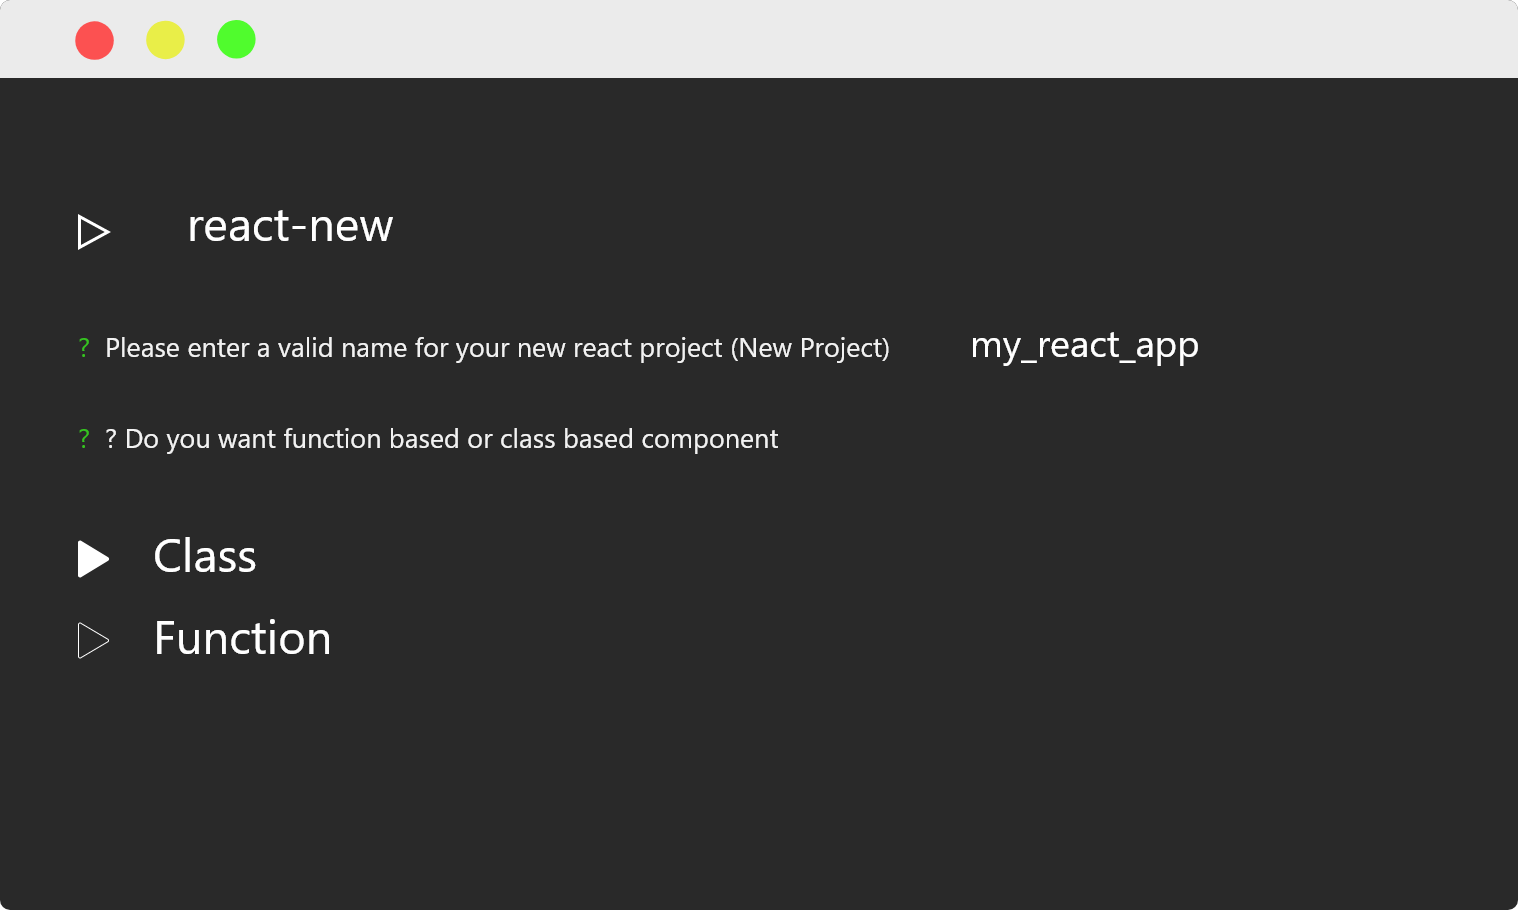 react-new
? Please enter a valid name for your new react project (New Project) my_react_app
? ? Do you want function based or class based component
Class
Function